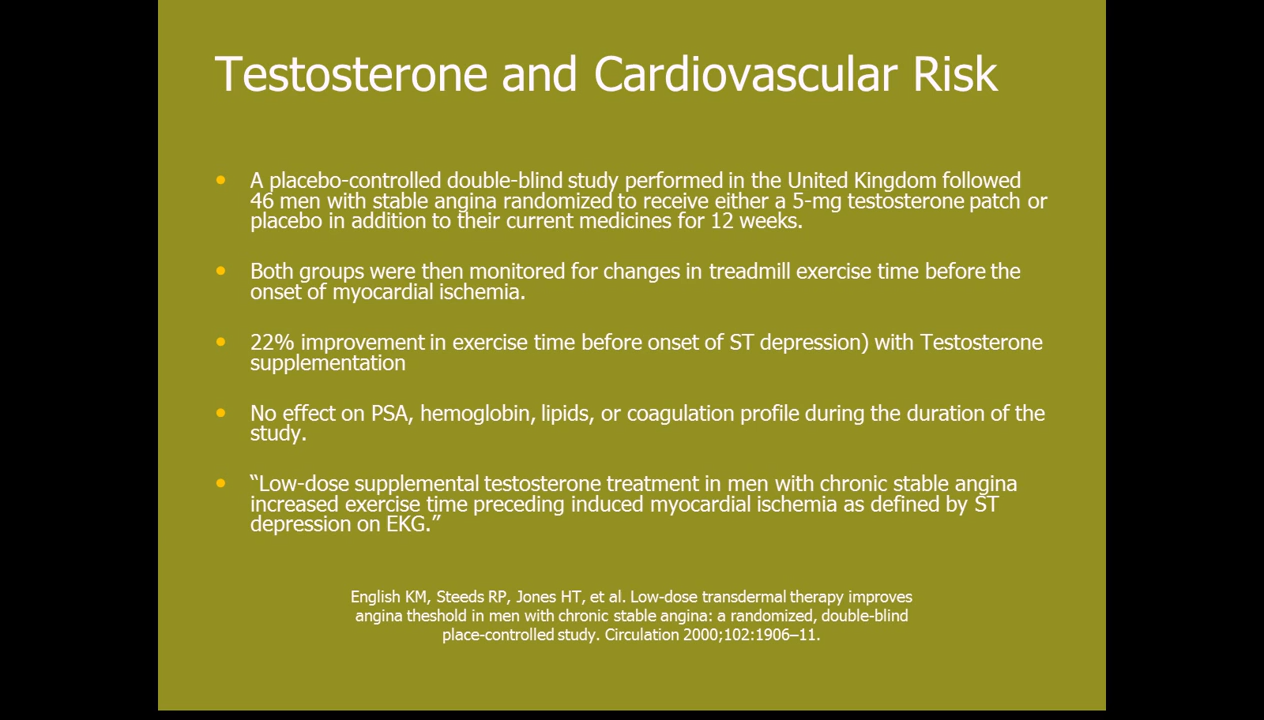 Testosterone and Cardiovascular Risk
• A placebo-controlled double-blind study performed in the United Kingdom followed
46 men with stable angina randomized to receive either a 5-mg testosterone patch or
placebo in addition to their current medicines for 12 weeks.
• Both groups were then monitored for changes in treadmill exercise time before the
onset of myocardial ischemia.
• 22% improvement in exercise time before onset of ST depression) with Testosterone
supplementation
• No effect on PSA, hemoglobin, lipids, or coagulation profile during the duration of the
study.
• “Low-dose supplemental testosterone treatment in men with chronic stable angina
increased exercise time preceding induced myocardial ischemia as defined by ST
depression on EKG.”
English KM, Steeds RP, Jones HT, et al. Low-dose transdermal therapy improves
angina theshold in men with chronic stable angina: a randomized, double-blind
place-controlled study. Circulation 2000;102:1906–11.